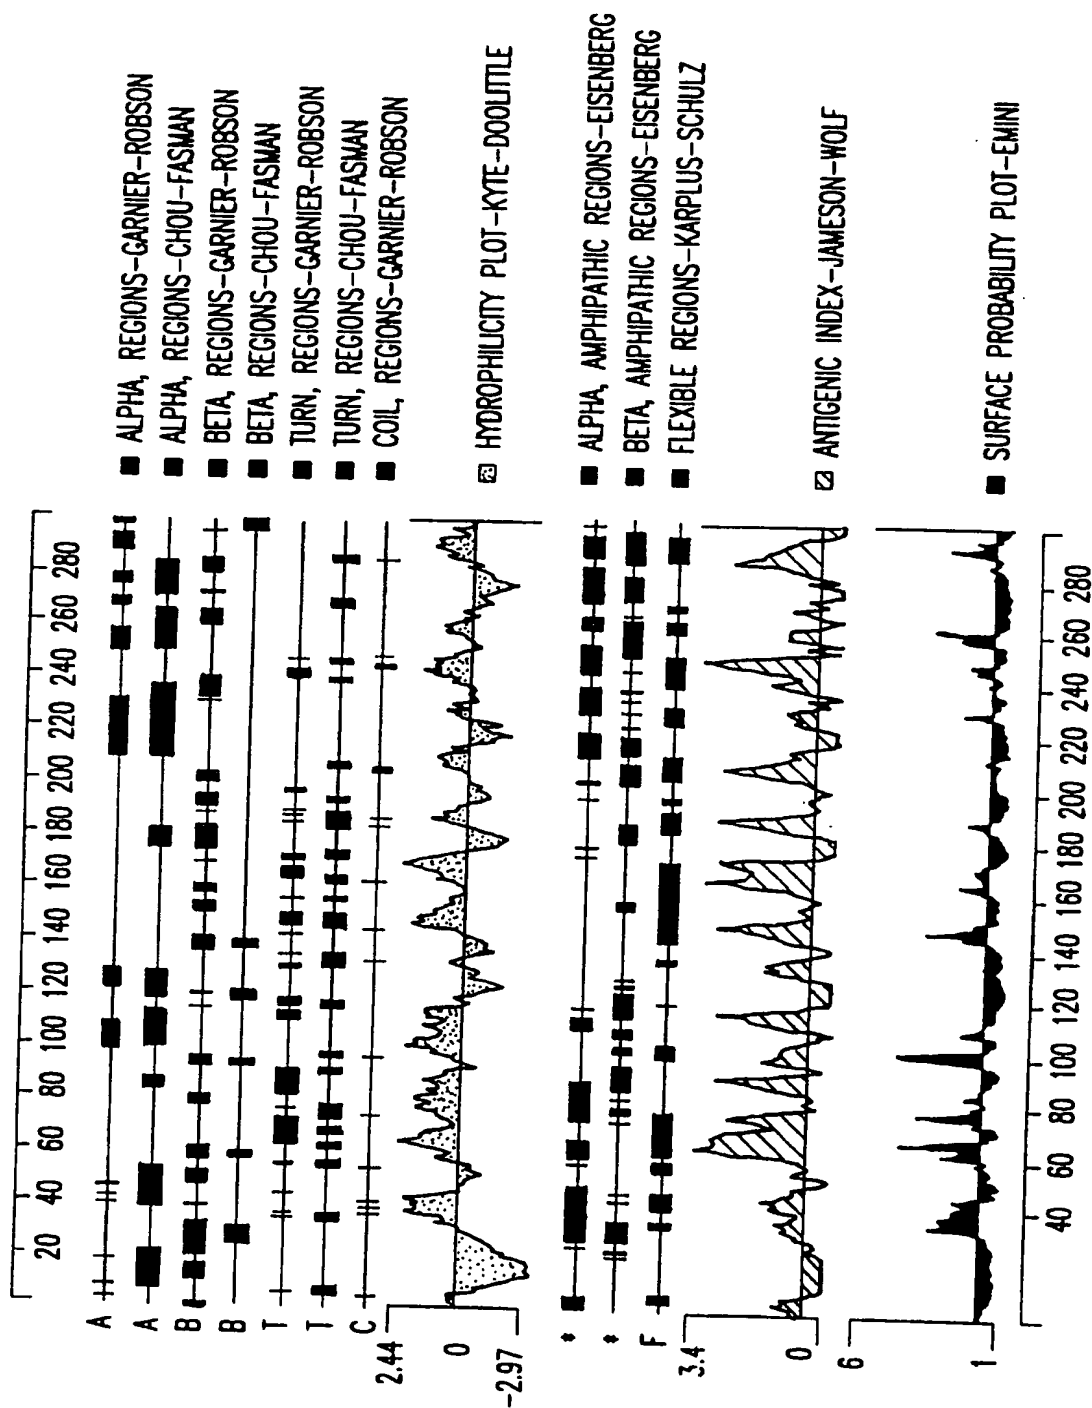 20 40 60 80 100 120 140 160 180 200 220 240 260 280
A ALPHA, REGIONS-GARNIER-ROBSON
A ALPHA, REGIONS-CHOU-FASMAN
B BETA, REGIONS-GARNIER-ROBSON
B BETA, REGIONS-CHOU-FASMAN
T TURN, REGIONS-GARNIER-ROBSON
T TURN, REGIONS-CHOU-FASMAN
C COIL, REGIONS-GARNIER-ROBSON
2.44
0 HYDROPHILICITY PLOT-KYTE-DOOLITTLE
-2.97
* ALPHA, AMPHIPATHIC REGIONS-EISENBERG
* BETA, AMPHIPATHIC REGIONS-EISENBERG
F FLEXIBLE REGIONS-KARPLUS-SCHULZ
3.4
0 ANTIGENIC INDEX-JAMESON-WOLF
6
1 SURFACE PROBABILITY PLOT-EMINI
40 60 80 100 120 140 160 180 200 220 240 260 280